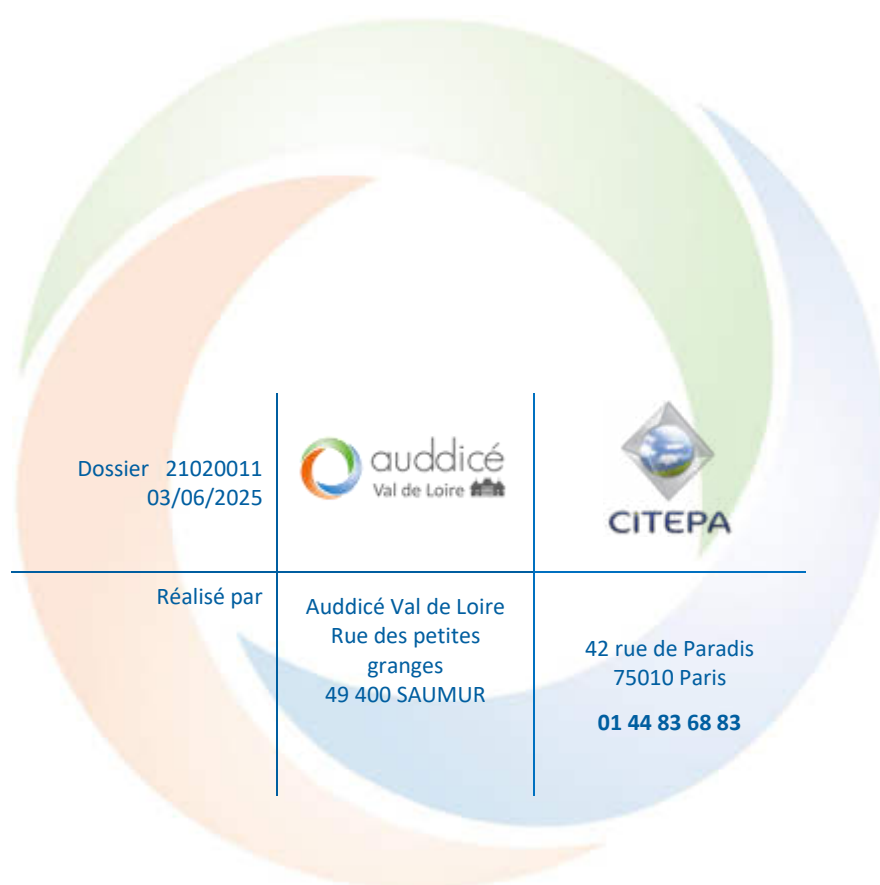 Dossier 21020011
03/06/2025
auddicé
Val de Loire
CITEPA
Réalisé par
Auddicé Val de Loire
Rue des petites
granges
49 400 SAUMUR
42 rue de Paradis
75010 Paris
01 44 83 68 83